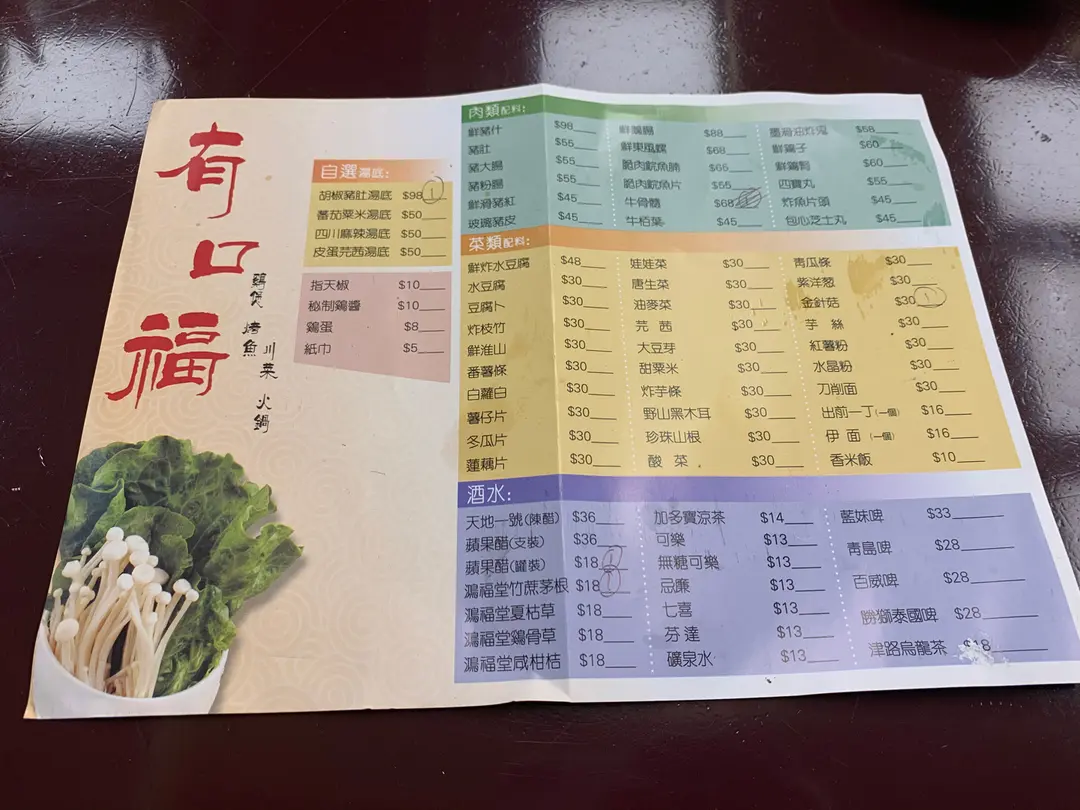 有口福
鷄煲
烤魚
川菜
火鍋
自選湯底:
胡椒豬肚湯底 $98 1
蕃茄粟米湯底 $50
四川麻辣湯底 $50
皮蛋芫茜湯底 $50
指天椒 $10
秘制鷄醬 $10
鷄蛋 $8
紙巾 $5
肉類配料:
鮮豬什 $98
豬肚 $55
豬大腸 $55
豬粉腸 $55
鮮滑豬紅 $45
玻璃豬皮 $45
鮮鵝腸 $88
鮮東風螺 $68
脆肉鯇魚腩 $65
脆肉鯇魚片 $55
牛骨髓 $68
牛栢葉 $45
墨滑油炸鬼 $58
鮮鷄子 $60
鮮鷄腎 $60
四寶丸 $55
炸魚片頭 $45
包心芝士丸 $45
菜類配料:
鮮炸水豆腐 $48
水豆腐 $30
豆腐卜 $30
炸枝竹 $30
鮮淮山 $30
番薯條 $30
白蘿白 $30
薯仔片 $30
冬瓜片 $30
蓮藕片 $30
娃娃菜 $30
唐生菜 $30
油麥菜 $30
芫茜 $30
大豆芽 $30
甜粟米 $30
炸芋條 $30
野山黑木耳 $30
珍珠山根 $30
酸菜 $30
青瓜條 $30
紫洋葱 $30
金針菇 $30 1
芋絲 $30
紅薯粉 $30
水晶粉 $30
刀削面 $30
出前一丁(一個) $16
伊面(一個) $16
香米飯 $10
酒水:
天地一號(陳醋) $36
蘋果醋(支裝) $36
蘋果醋(罐裝) $18 1
鴻福堂竹蔗茅根 $18 1
鴻福堂夏枯草 $18
鴻福堂鷄骨草 $18
鴻福堂咸柑桔 $18
加多寶涼茶 $14
可樂 $13
無糖可樂 $13
忌廉 $13
七喜 $13
芬達 $13
礦泉水 $13
藍妹啤 $33
青島啤 $28
百威啤 $28
勝獅泰國啤 $28
津路烏龍茶 $18